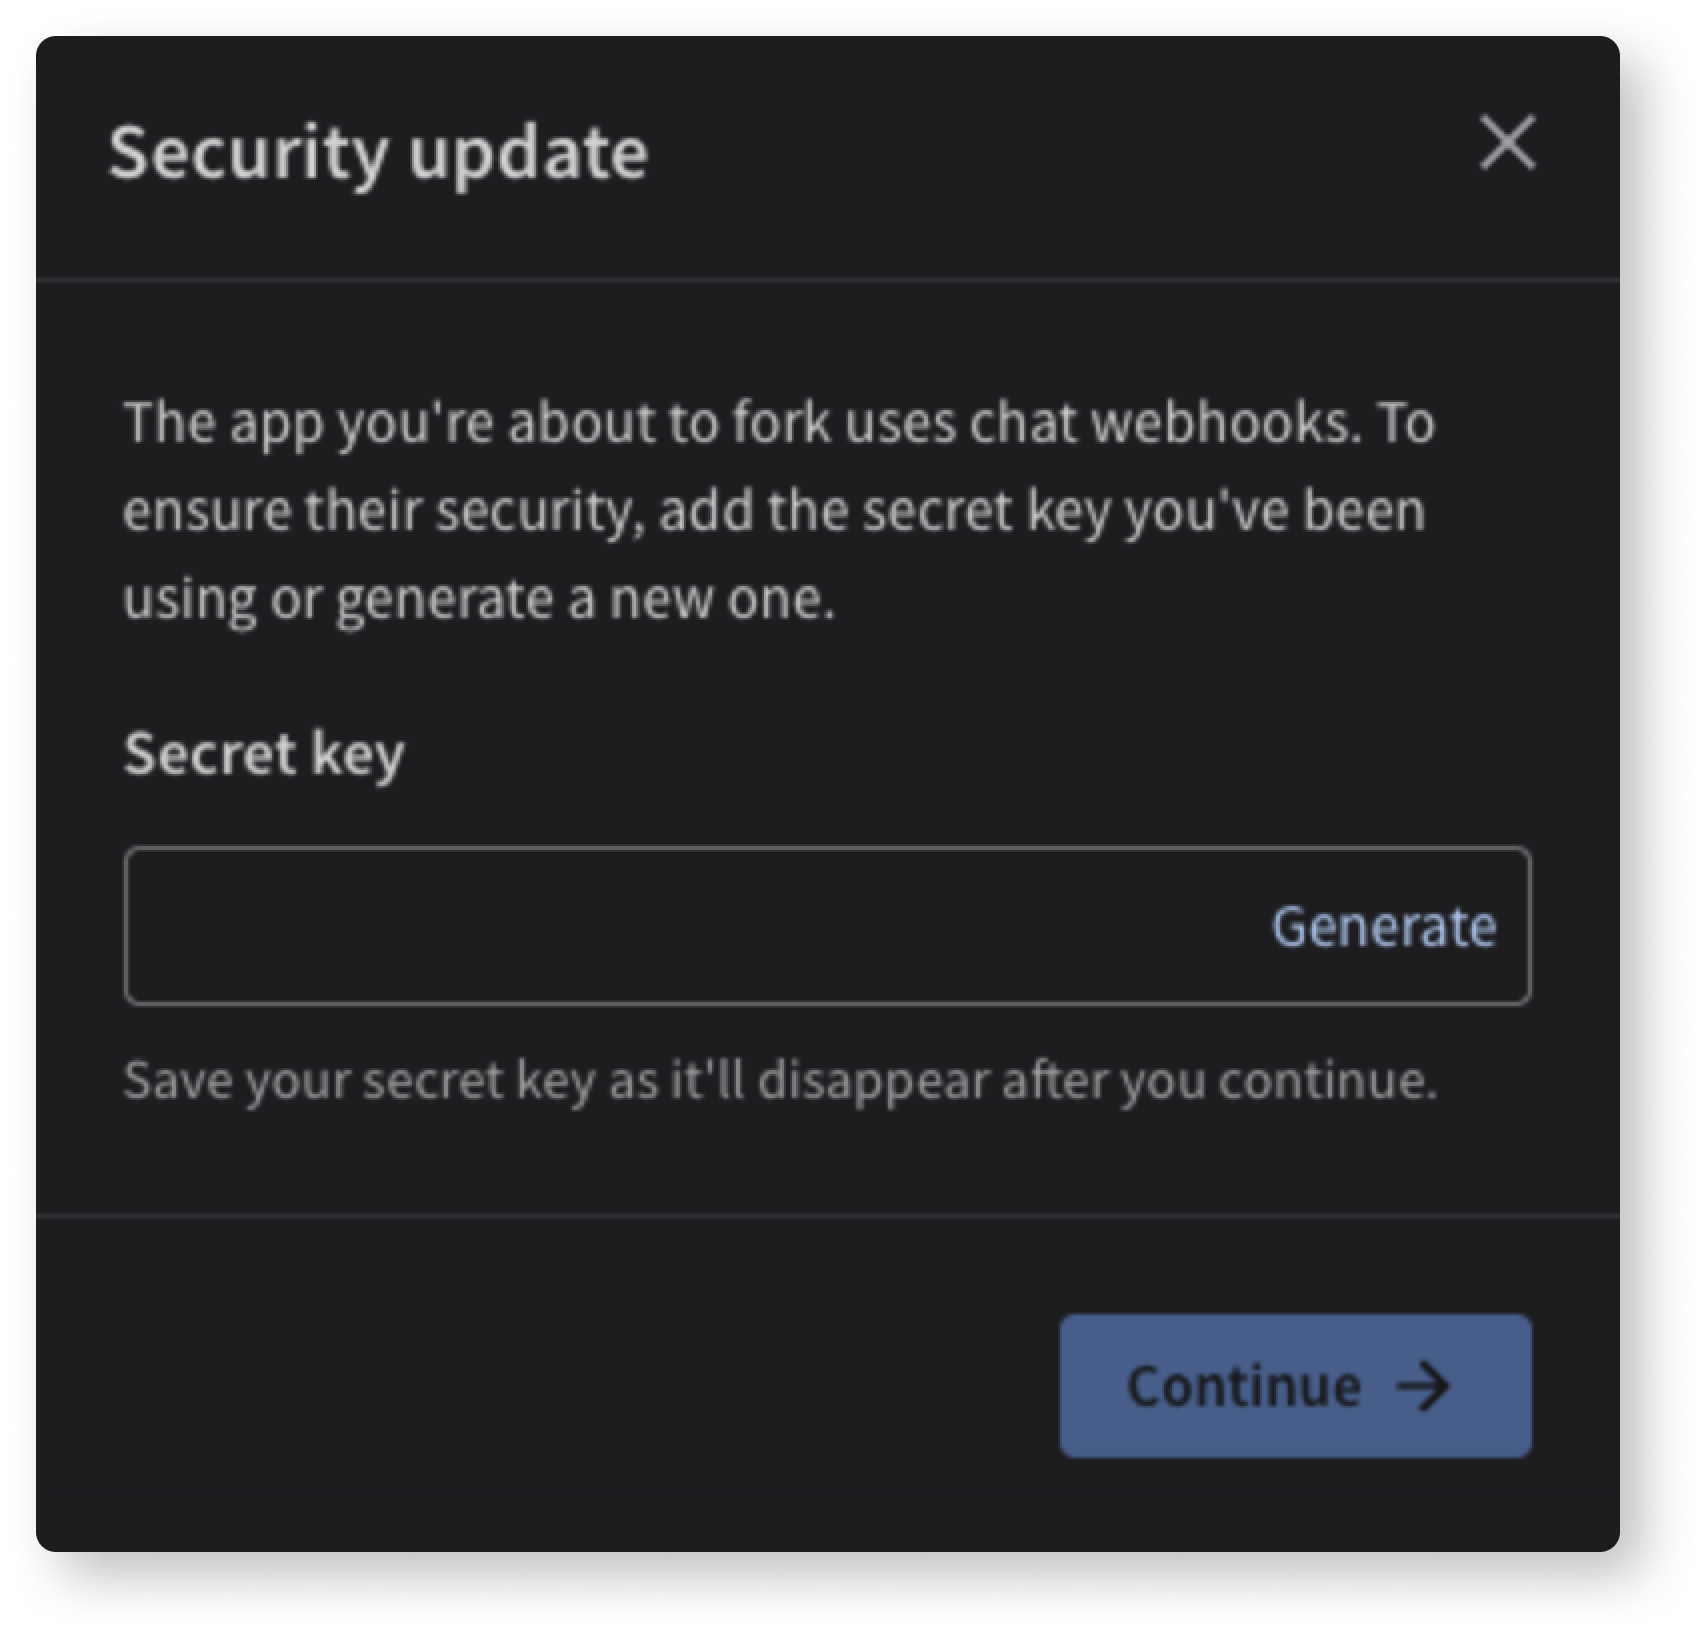 Security update
The app you're about to fork uses chat webhooks. To
ensure their security, add the secret key you've been
using or generate a new one.
Secret key
Generate
Save your secret key as it'll disappear after you continue.
Continue →